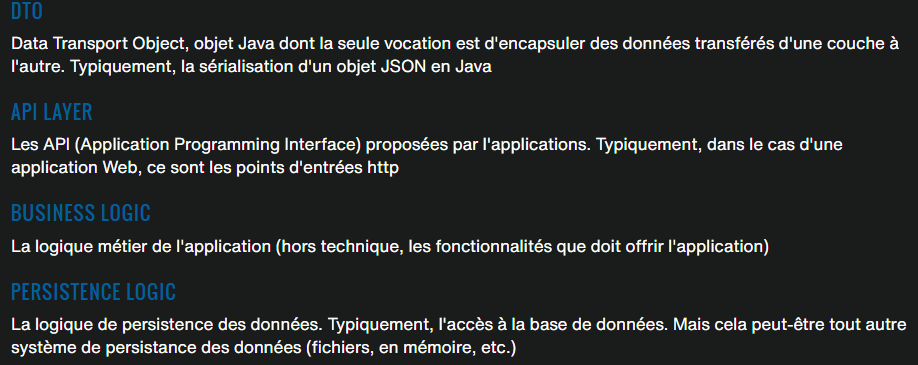 DTO
Data Transport Object, objet Java dont la seule vocation est d'encapsuler des données transférés d'une couche à
l'autre. Typiquement, la sérialisation d'un objet JSON en Java
API LAYER
Les API (Application Programming Interface) proposées par l'applications. Typiquement, dans le cas d'une
application Web, ce sont les points d'entrées http
BUSINESS LOGIC
La logique métier de l'application (hors technique, les fonctionnalités que doit offrir l'application)
PERSISTENCE LOGIC
La logique de persistence des données. Typiquement, l'accès à la base de données. Mais cela peut-être tout autre
système de persistance des données (fichiers, en mémoire, etc.)